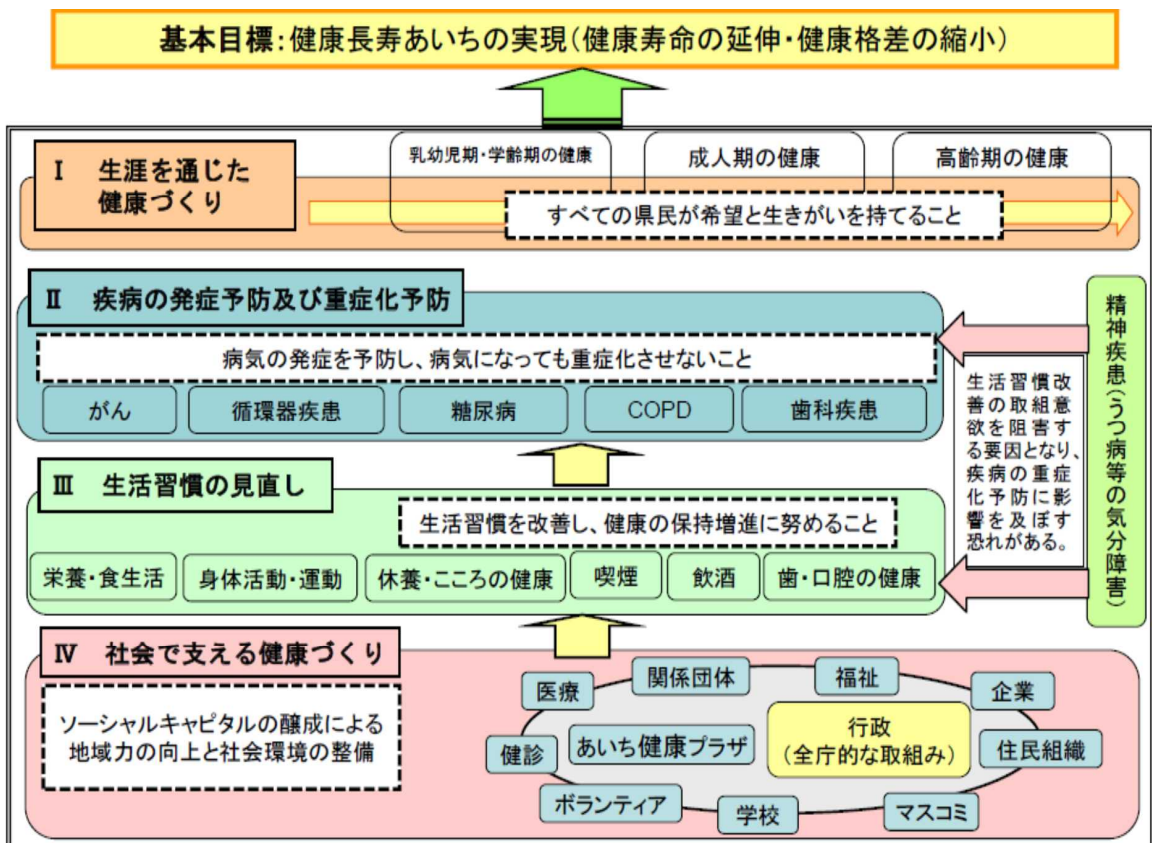 基本目標:健康長寿あいちの実現(健康寿命の延伸・健康格差の縮小)
Ⅰ 生涯を通じた
健康づくり
乳幼児期・学齢期の健康
成人期の健康
高齢期の健康
すべての県民が希望と生きがいを持てること
Ⅱ 疾病の発症予防及び重症化予防
病気の発症を予防し、病気になっても重症化させないこと
がん
循環器疾患
糖尿病
COPD
歯科疾患
精神疾患(うつ病等の気分障害)
生活習慣改
善の取組意
欲を阻害す
る要因となり、
疾病の重症
化予防に影
響を及ぼす
恐れがある。
Ⅲ 生活習慣の見直し
生活習慣を改善し、健康の保持増進に努めること
栄養・食生活
身体活動・運動
休養・こころの健康
喫煙
飲酒
歯・口腔の健康
Ⅳ 社会で支える健康づくり
ソーシャルキャピタルの醸成による
地域力の向上と社会環境の整備
医療
関係団体
福祉
企業
健診
あいち健康プラザ
行政
(全庁的な取組み)
住民組織
ボランティア
学校
マスコミ